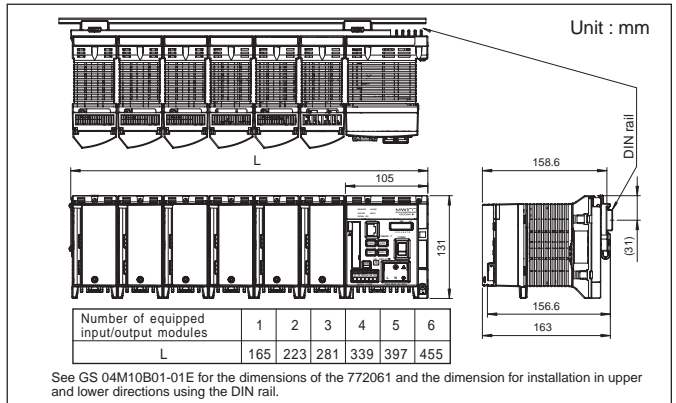 Unit : mm
DIN rail
L
105
158.6
131
(31)
156.6
163
MW100
Number of equipped input/output modules 1 2 3 4 5 6
L 165 223 281 339 397 455
See GS 04M10B01-01E for the dimensions of the 772061 and the dimension for installation in upper
and lower directions using the DIN rail.